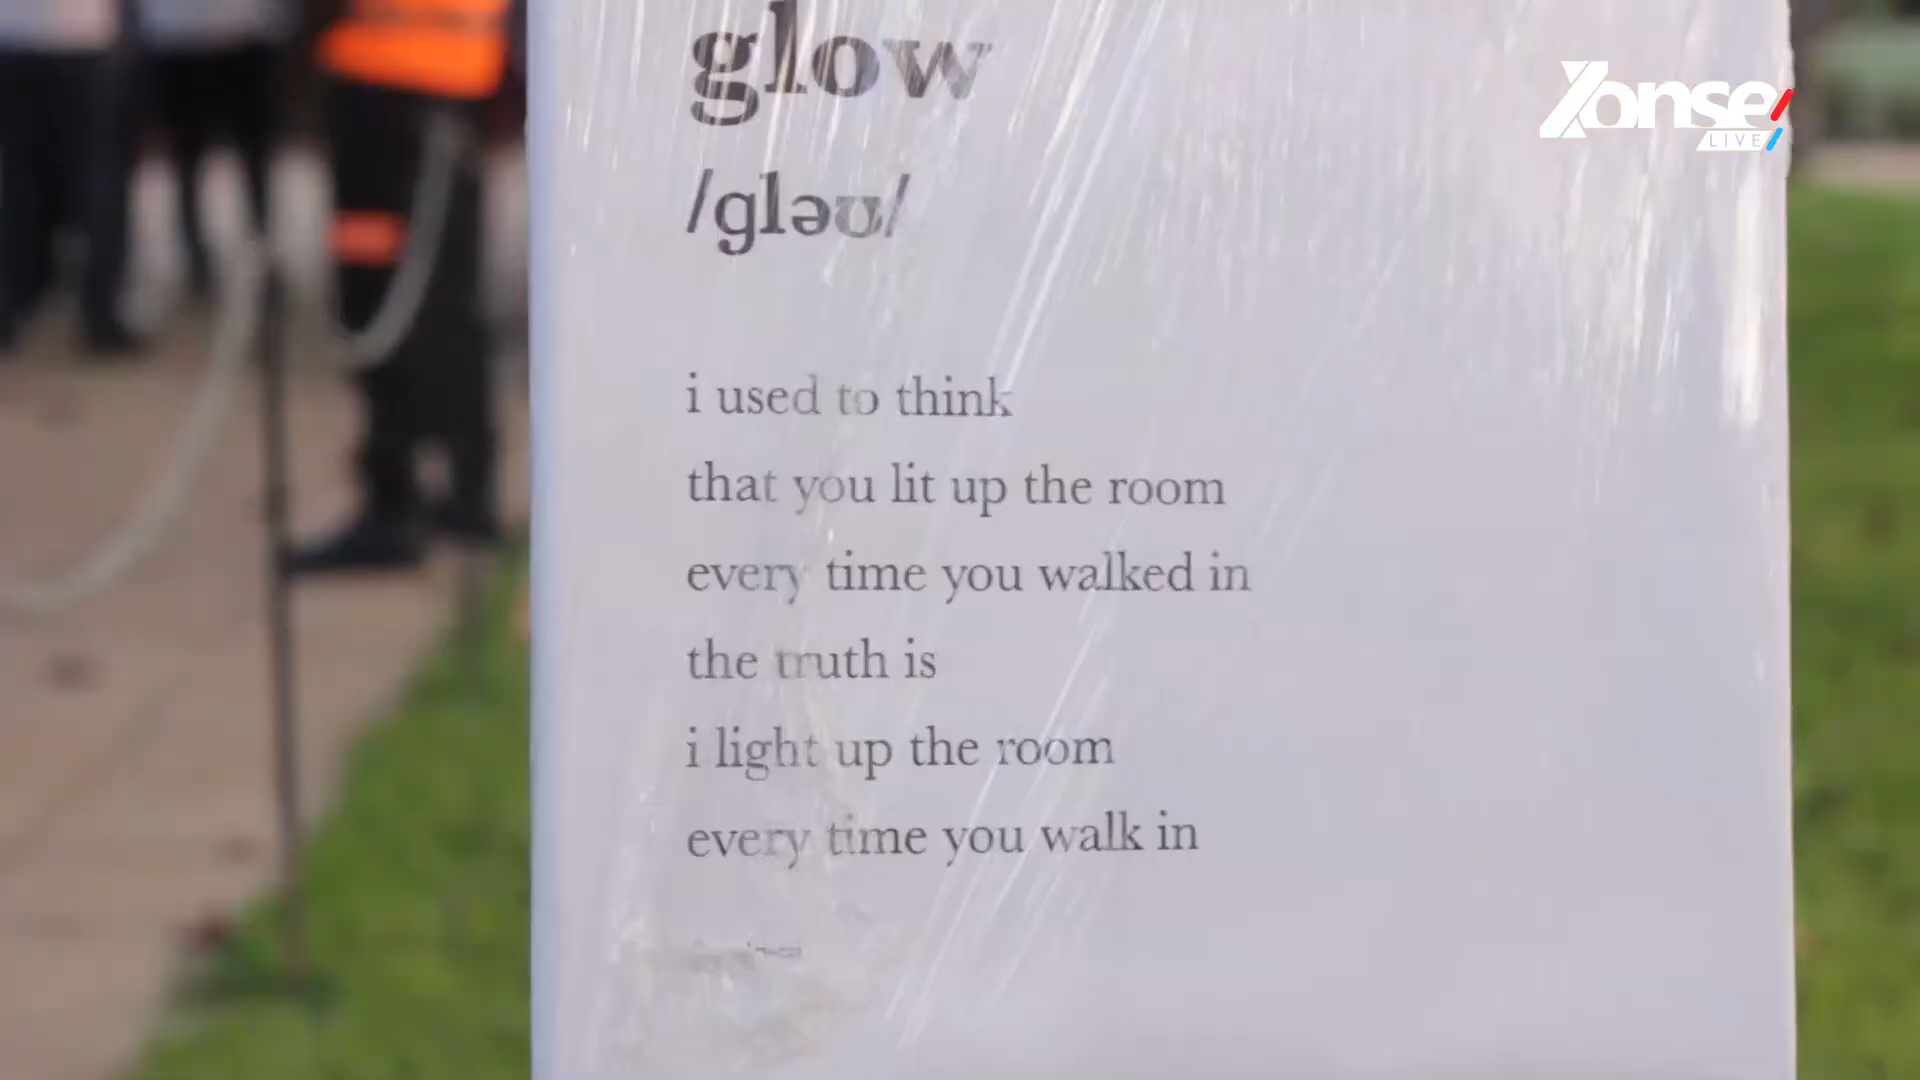 glow
/gləʊ/
i used to think
that you lit up the room
every time you walked in
the truth is
i light up the room
every time you walk in
Yonse
LIVE